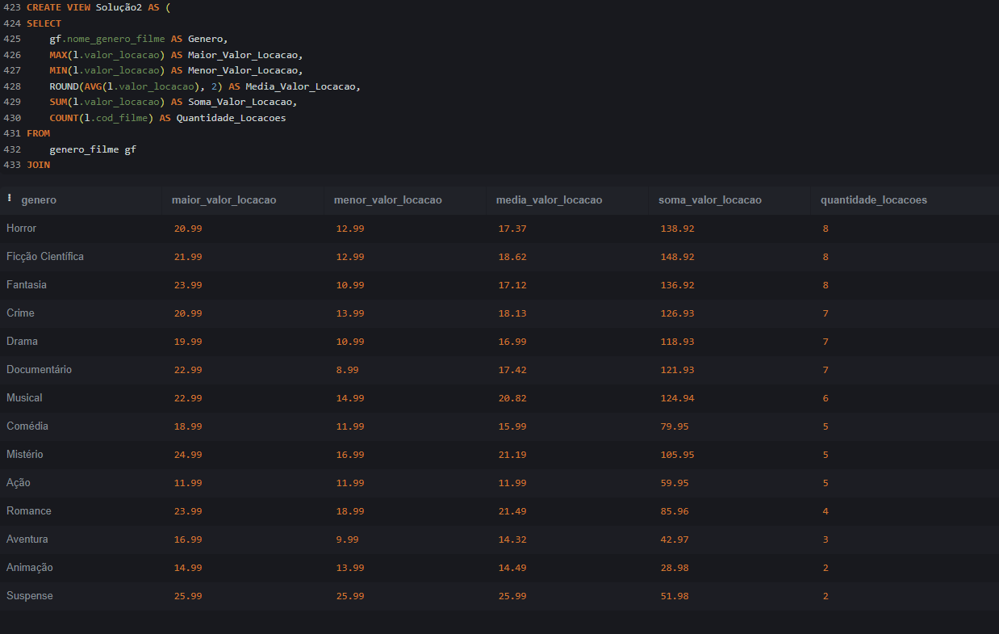 423 CREATE VIEW Solução2 AS (
424 SELECT
425 gf.nome_genero_filme AS Genero,
426 MAX(l.valor_locacao) AS Maior_Valor_Locacao,
427 MIN(l.valor_locacao) AS Menor_Valor_Locacao,
428 ROUND(AVG(l.valor_locacao), 2) AS Media_Valor_Locacao,
429 SUM(l.valor_locacao) AS Soma_Valor_Locacao,
430 COUNT(l.cod_filme) AS Quantidade_Locacoes
431 FROM
432 genero_filme gf
433 JOIN
genero maior_valor_locacao menor_valor_locacao media_valor_locacao soma_valor_locacao quantidade_locacoes
Horror 20.99 12.99 17.37 138.92 8
Ficção Científica 21.99 12.99 18.62 148.92 8
Fantasia 23.99 10.99 17.12 136.92 8
Crime 20.99 13.99 18.13 126.93 7
Drama 19.99 10.99 16.99 118.93 7
Documentário 22.99 8.99 17.42 121.93 7
Musical 22.99 14.99 20.82 124.94 6
Comédia 18.99 11.99 15.99 79.95 5
Mistério 24.99 16.99 21.19 105.95 5
Ação 11.99 11.99 11.99 59.95 5
Romance 23.99 18.99 21.49 85.96 4
Aventura 16.99 9.99 14.32 42.97 3
Animação 14.99 13.99 14.49 28.98 2
Suspense 25.99 25.99 25.99 51.98 2